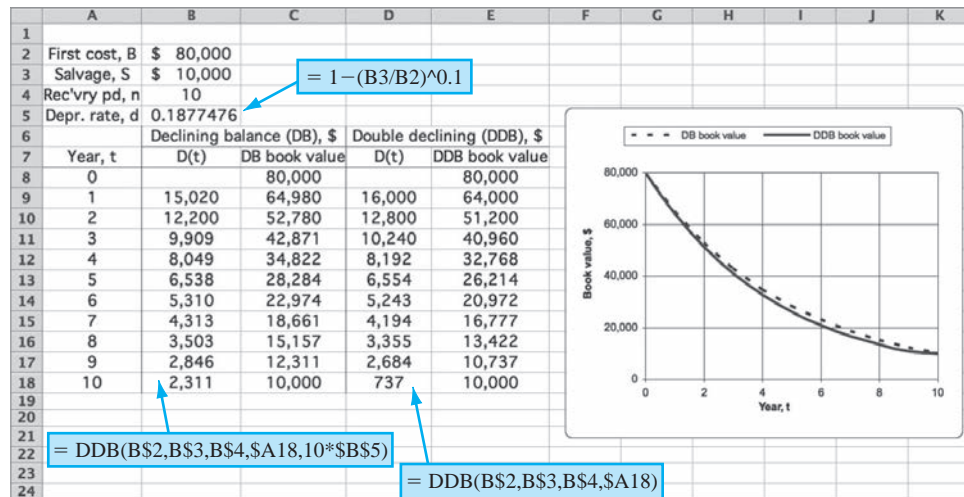 A B C D E F G H I J K
1
2 First cost, B $ 80,000
3 Salvage, S $ 10,000
= 1−(B3/B2)^0.1
4 Rec'vry pd, n 10
5 Depr. rate, d 0.1877476
6 Declining balance (DB), $ Double declining (DDB), $
7 Year, t D(t) DB book value D(t) DDB book value
8 0 80,000 80,000
9 1 15,020 64,980 16,000 64,000
10 2 12,200 52,780 12,800 51,200
11 3 9,909 42,871 10,240 40,960
12 4 8,049 34,822 8,192 32,768
13 5 6,538 28,284 6,554 26,214
14 6 5,310 22,974 5,243 20,972
15 7 4,313 18,661 4,194 16,777
16 8 3,503 15,157 3,355 13,422
17 9 2,846 12,311 2,684 10,737
18 10 2,311 10,000 737 10,000
19
20
21
22
23
24
= DDB(B$2,B$3,B$4,$A18,10*$B$5)
= DDB(B$2,B$3,B$4,$A18)
DB book value DDB book value
80,000
60,000
40,000
20,000
0
Book value, $
0 2 4 6 8 10
Year, t